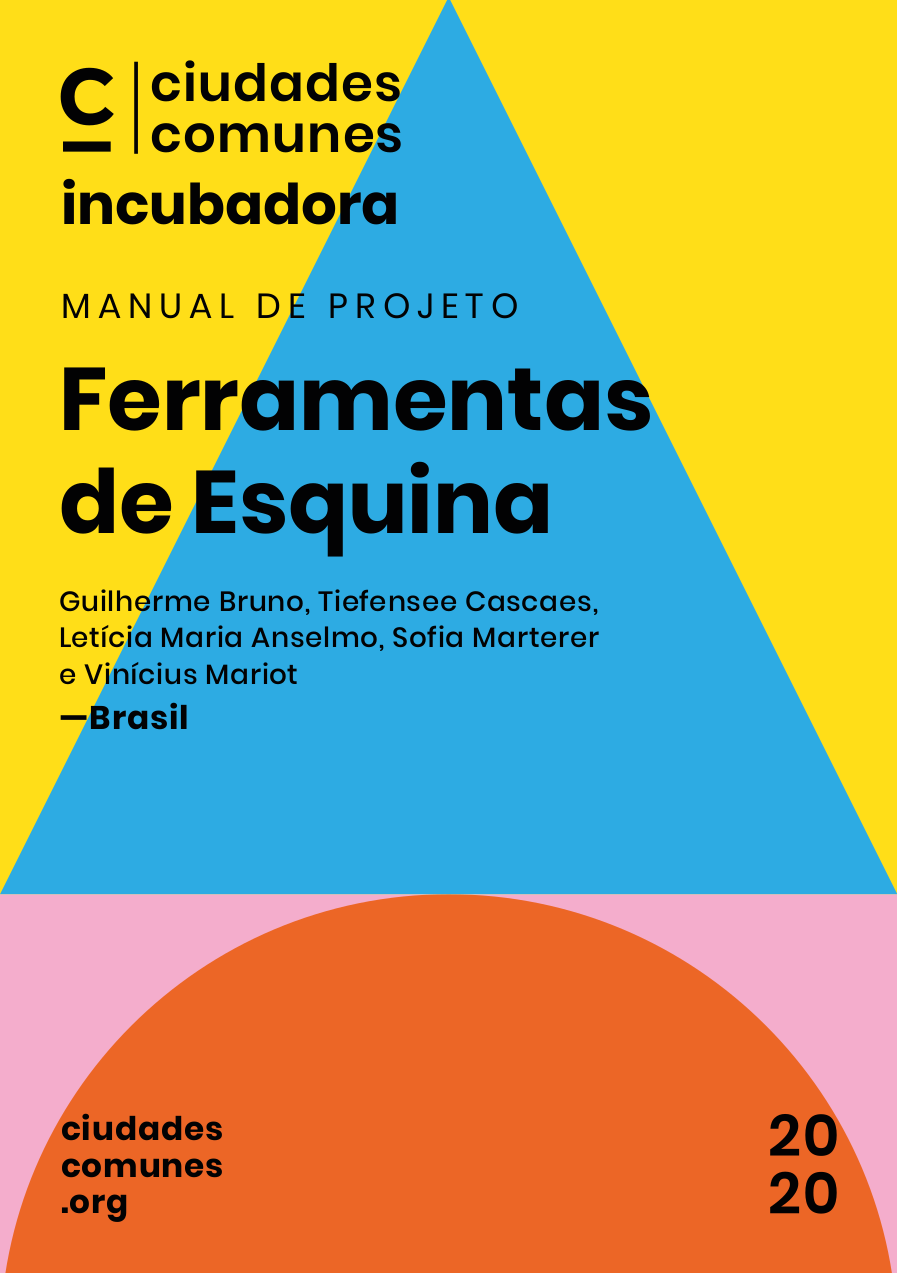 C
ciudades
comunes
incubadora
MANUAL DE PROJETO
Ferramentas
de Esquina
Guilherme Bruno, Tiefensee Cascaes,
Letícia Maria Anselmo, Sofia Marterer
e Vinícius Mariot
—Brasil
ciudades
comunes
.org
20
20